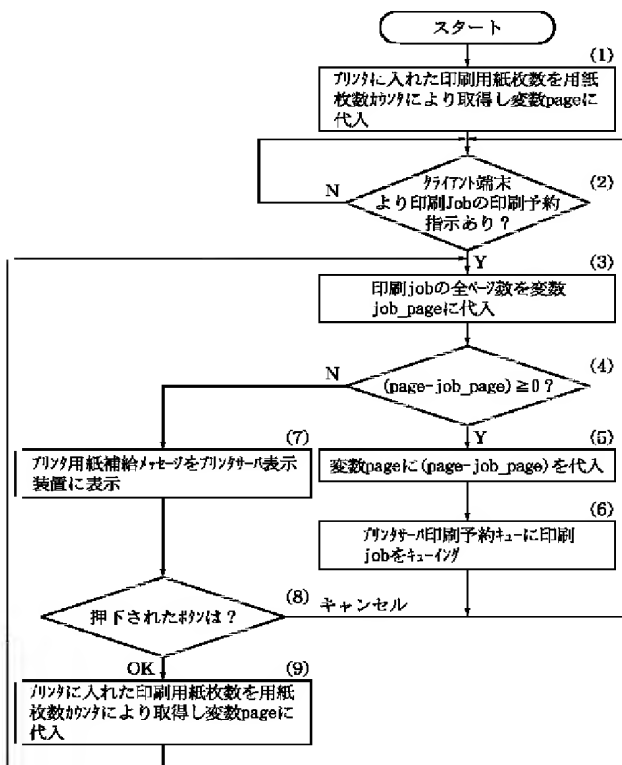 スタート
(1)
プリンタに入れた印刷用紙枚数を用紙
枚数カウンタにより取得し変数pageに
代入
(2)
クライアント端末
より印刷Jobの印刷予約
指示あり？
N
Y
(3)
印刷jobの全ページ数を変数
job_pageに代入
(4)
(page-job_page)≧0？
N
Y
(5)
変数pageに(page-job_page)を代入
(6)
プリンタサーバ印刷予約キューに印刷
jobをキューイング
(7)
プリンタ用紙補給メッセージをプリンタサーバ表示
装置に表示
(8)
押下されたボタンは？
キャンセル
OK
(9)
プリンタに入れた印刷用紙枚数を用紙
枚数カウンタにより取得し変数pageに
代入